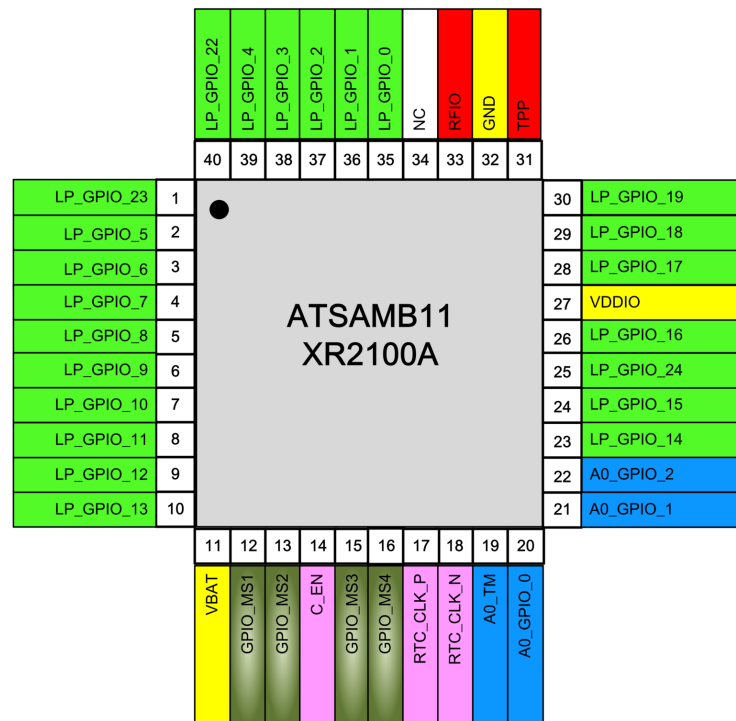 LP_GPIO_22
LP_GPIO_4
LP_GPIO_3
LP_GPIO_2
LP_GPIO_1
LP_GPIO_0
NC
RFIO
GND
TPP
40 39 38 37 36 35 34 33 32 31
LP_GPIO_23 1
LP_GPIO_5 2
LP_GPIO_6 3
LP_GPIO_7 4
LP_GPIO_8 5
LP_GPIO_9 6
LP_GPIO_10 7
LP_GPIO_11 8
LP_GPIO_12 9
LP_GPIO_13 10
ATSAMB11
XR2100A
30 LP_GPIO_19
29 LP_GPIO_18
28 LP_GPIO_17
27 VDDIO
26 LP_GPIO_16
25 LP_GPIO_24
24 LP_GPIO_15
23 LP_GPIO_14
22 A0_GPIO_2
21 A0_GPIO_1
11 12 13 14 15 16 17 18 19 20
VBAT
GPIO_MS1
GPIO_MS2
C_EN
GPIO_MS3
GPIO_MS4
RTC_CLK_P
RTC_CLK_N
A0_TM
A0_GPIO_0